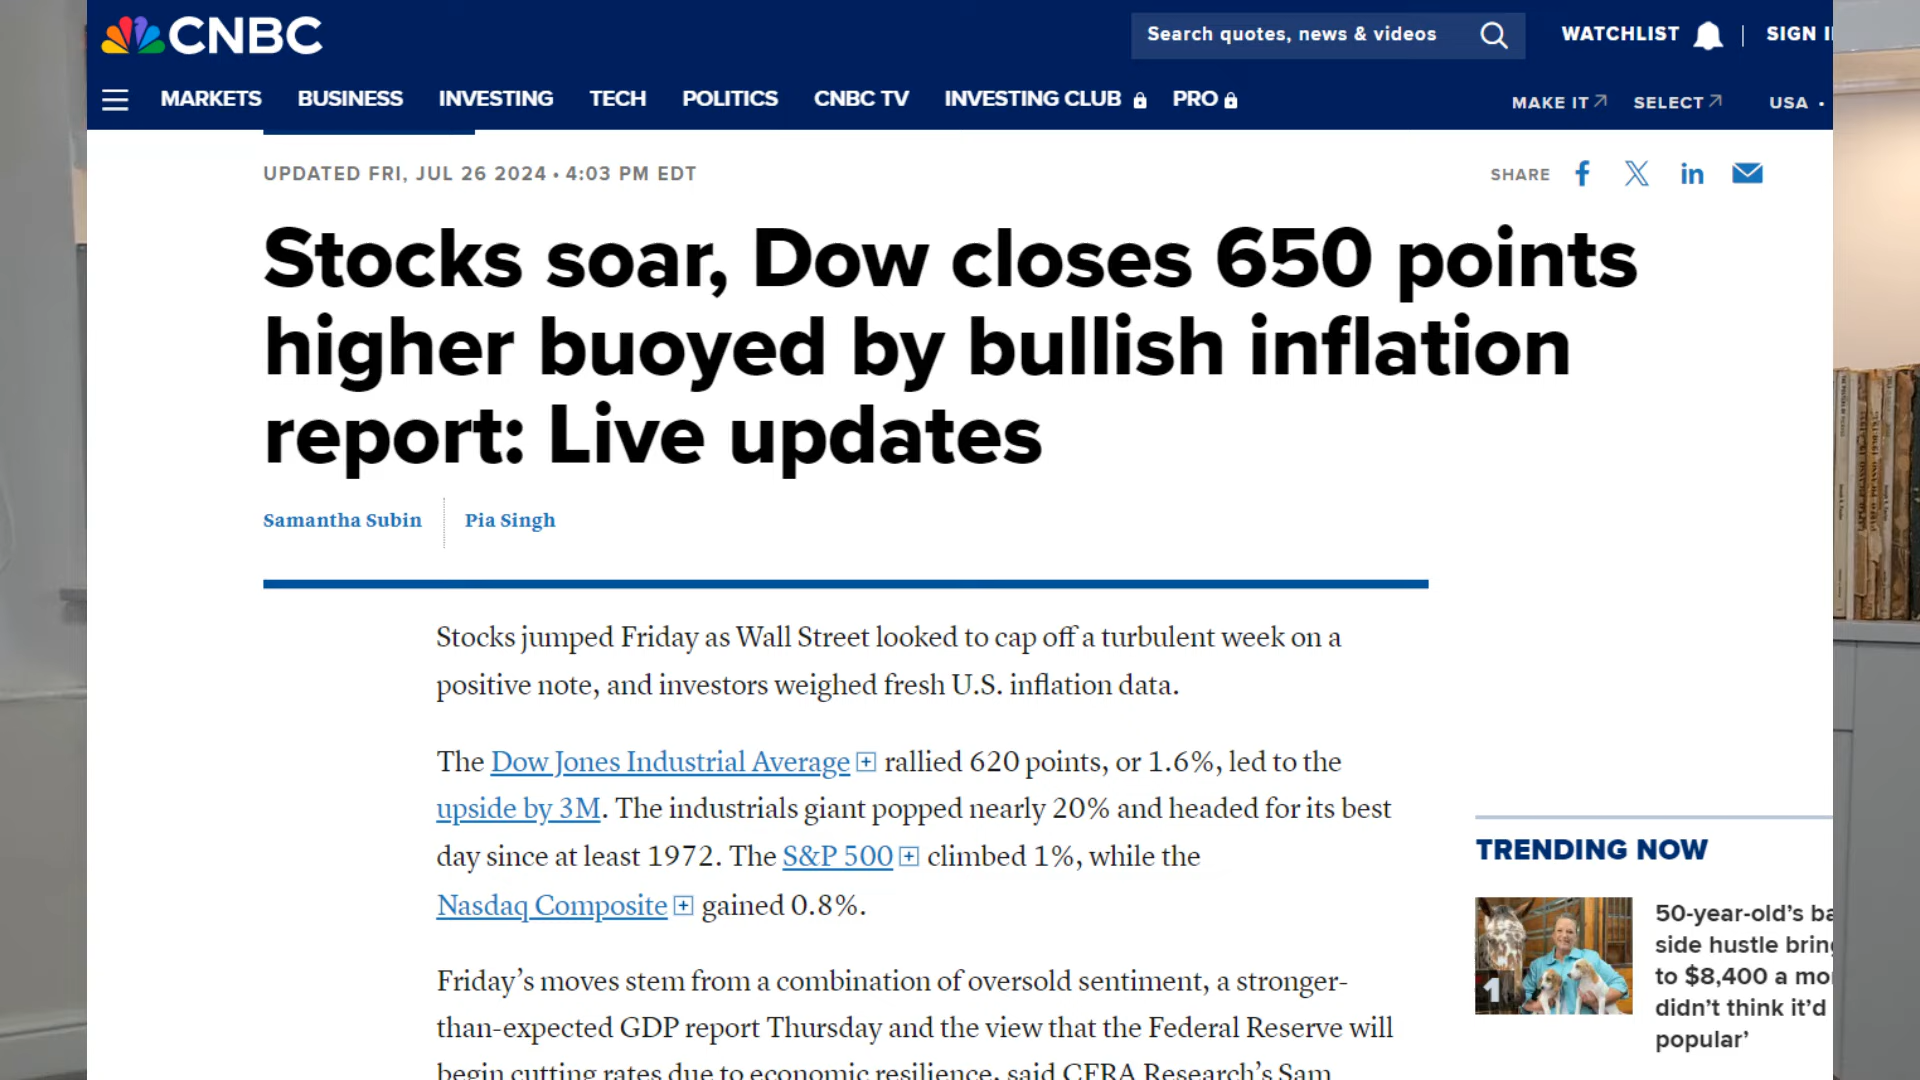 CNBC
Search quotes, news & videos
WATCHLIST
SIGN
MARKETS BUSINESS INVESTING TECH POLITICS CNBC TV INVESTING CLUB PRO
MAKE IT SELECT USA •
UPDATED FRI, JUL 26 2024 • 4:03 PM EDT
SHARE
Stocks soar, Dow closes 650 points
higher buoyed by bullish inflation
report: Live updates
Samantha Subin Pia Singh
Stocks jumped Friday as Wall Street looked to cap off a turbulent week on a
positive note, and investors weighed fresh U.S. inflation data.
The Dow Jones Industrial Average rallied 620 points, or 1.6%, led to the
upside by 3M. The industrials giant popped nearly 20% and headed for its best
day since at least 1972. The S&P 500 climbed 1%, while the
Nasdaq Composite gained 0.8%.
Friday’s moves stem from a combination of oversold sentiment, a stronger-
than-expected GDP report Thursday and the view that the Federal Reserve will
begin cutting rates due to economic resilience, said CFRA Research’s Sam
TRENDING NOW
1
50-year-old’s ba
side hustle bring
to $8,400 a mo
didn’t think it’d
popular’